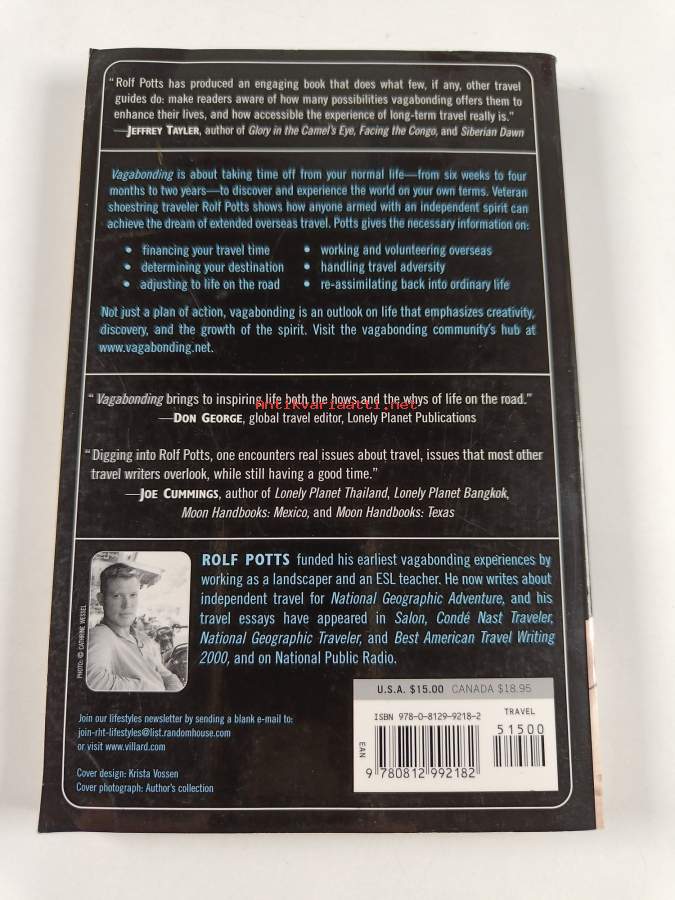 “Rolf Potts has produced an engaging book that does what few, if any, other travel
guides do: make readers aware of how many possibilities vagabonding offers them to
enhance their lives, and how accessible the experience of long-term travel really is.”
—JEFFREY TAYLER, author of Glory in the Camel's Eye, Facing the Congo, and Siberian Dawn
Vagabonding is about taking time off from your normal life—from six weeks to four
months to two years—to discover and experience the world on your own terms. Veteran
shoestring traveler Rolf Potts shows how anyone armed with an independent spirit can
achieve the dream of extended overseas travel. Potts gives the necessary information on:
• financing your travel time
• determining your destination
• adjusting to life on the road
• working and volunteering overseas
• handling travel adversity
• re-assimilating back into ordinary life
Not just a plan of action, vagabonding is an outlook on life that emphasizes creativity,
discovery, and the growth of the spirit. Visit the vagabonding community's hub at
www.vagabonding.net.
“Vagabonding brings to inspiring life both the hows and the whys of life on the road.”
Antikvariaatti.net
—DON GEORGE, global travel editor, Lonely Planet Publications
“Digging into Rolf Potts, one encounters real issues about travel, issues that most other
travel writers overlook, while still having a good time.”
—JOE CUMMINGS, author of Lonely Planet Thailand, Lonely Planet Bangkok,
Moon Handbooks: Mexico, and Moon Handbooks: Texas
PHOTO: © CATHRINE WESSEL
ROLF POTTS funded his earliest vagabonding experiences by
working as a landscaper and an ESL teacher. He now writes about
independent travel for National Geographic Adventure, and his
travel essays have appeared in Salon, Condé Nast Traveler,
National Geographic Traveler, and Best American Travel Writing
2000, and on National Public Radio.
Join our lifestyles newsletter by sending a blank e-mail to:
join-rht-lifestyles@list.randomhouse.com
or visit www.villard.com.
Cover design: Krista Vossen
Cover photograph: Author's collection
U.S.A. $15.00 CANADA $18.95
ISBN 978-0-8129-9218-2 TRAVEL
51500
EAN
9 780812 992182